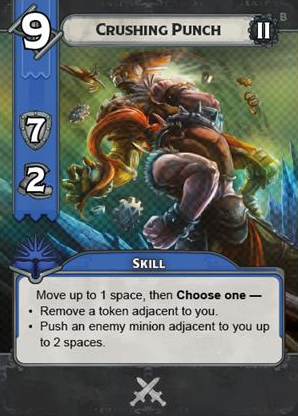 9
CRUSHING PUNCH
II
B
7
2
SKILL
Move up to 1 space, then Choose one —
• Remove a token adjacent to you.
• Push an enemy minion adjacent to you up
to 2 spaces.